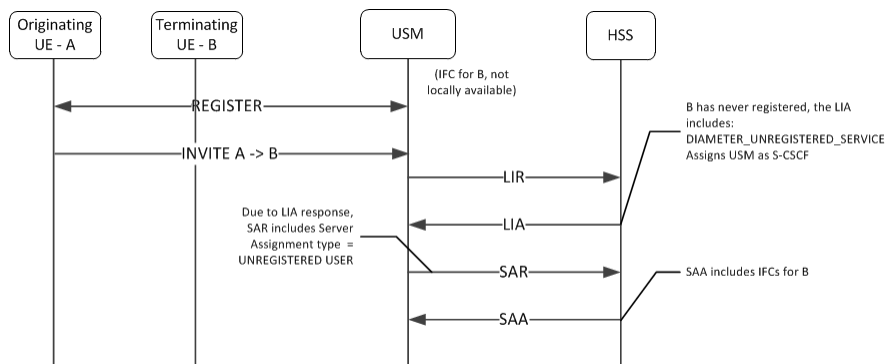 Originating
UE - A
Terminating
UE - B
USM
HSS
(IFC for B, not
locally available)
REGISTER
B has never registered, the LIA
includes:
DIAMETER_UNREGISTERED_SERVICE
Assigns USM as S-CSCF
INVITE A -> B
LIR
Due to LIA response,
SAR includes Server
Assignment type =
UNREGISTERED USER
LIA
SAR
SAA includes IFCs for B
SAA